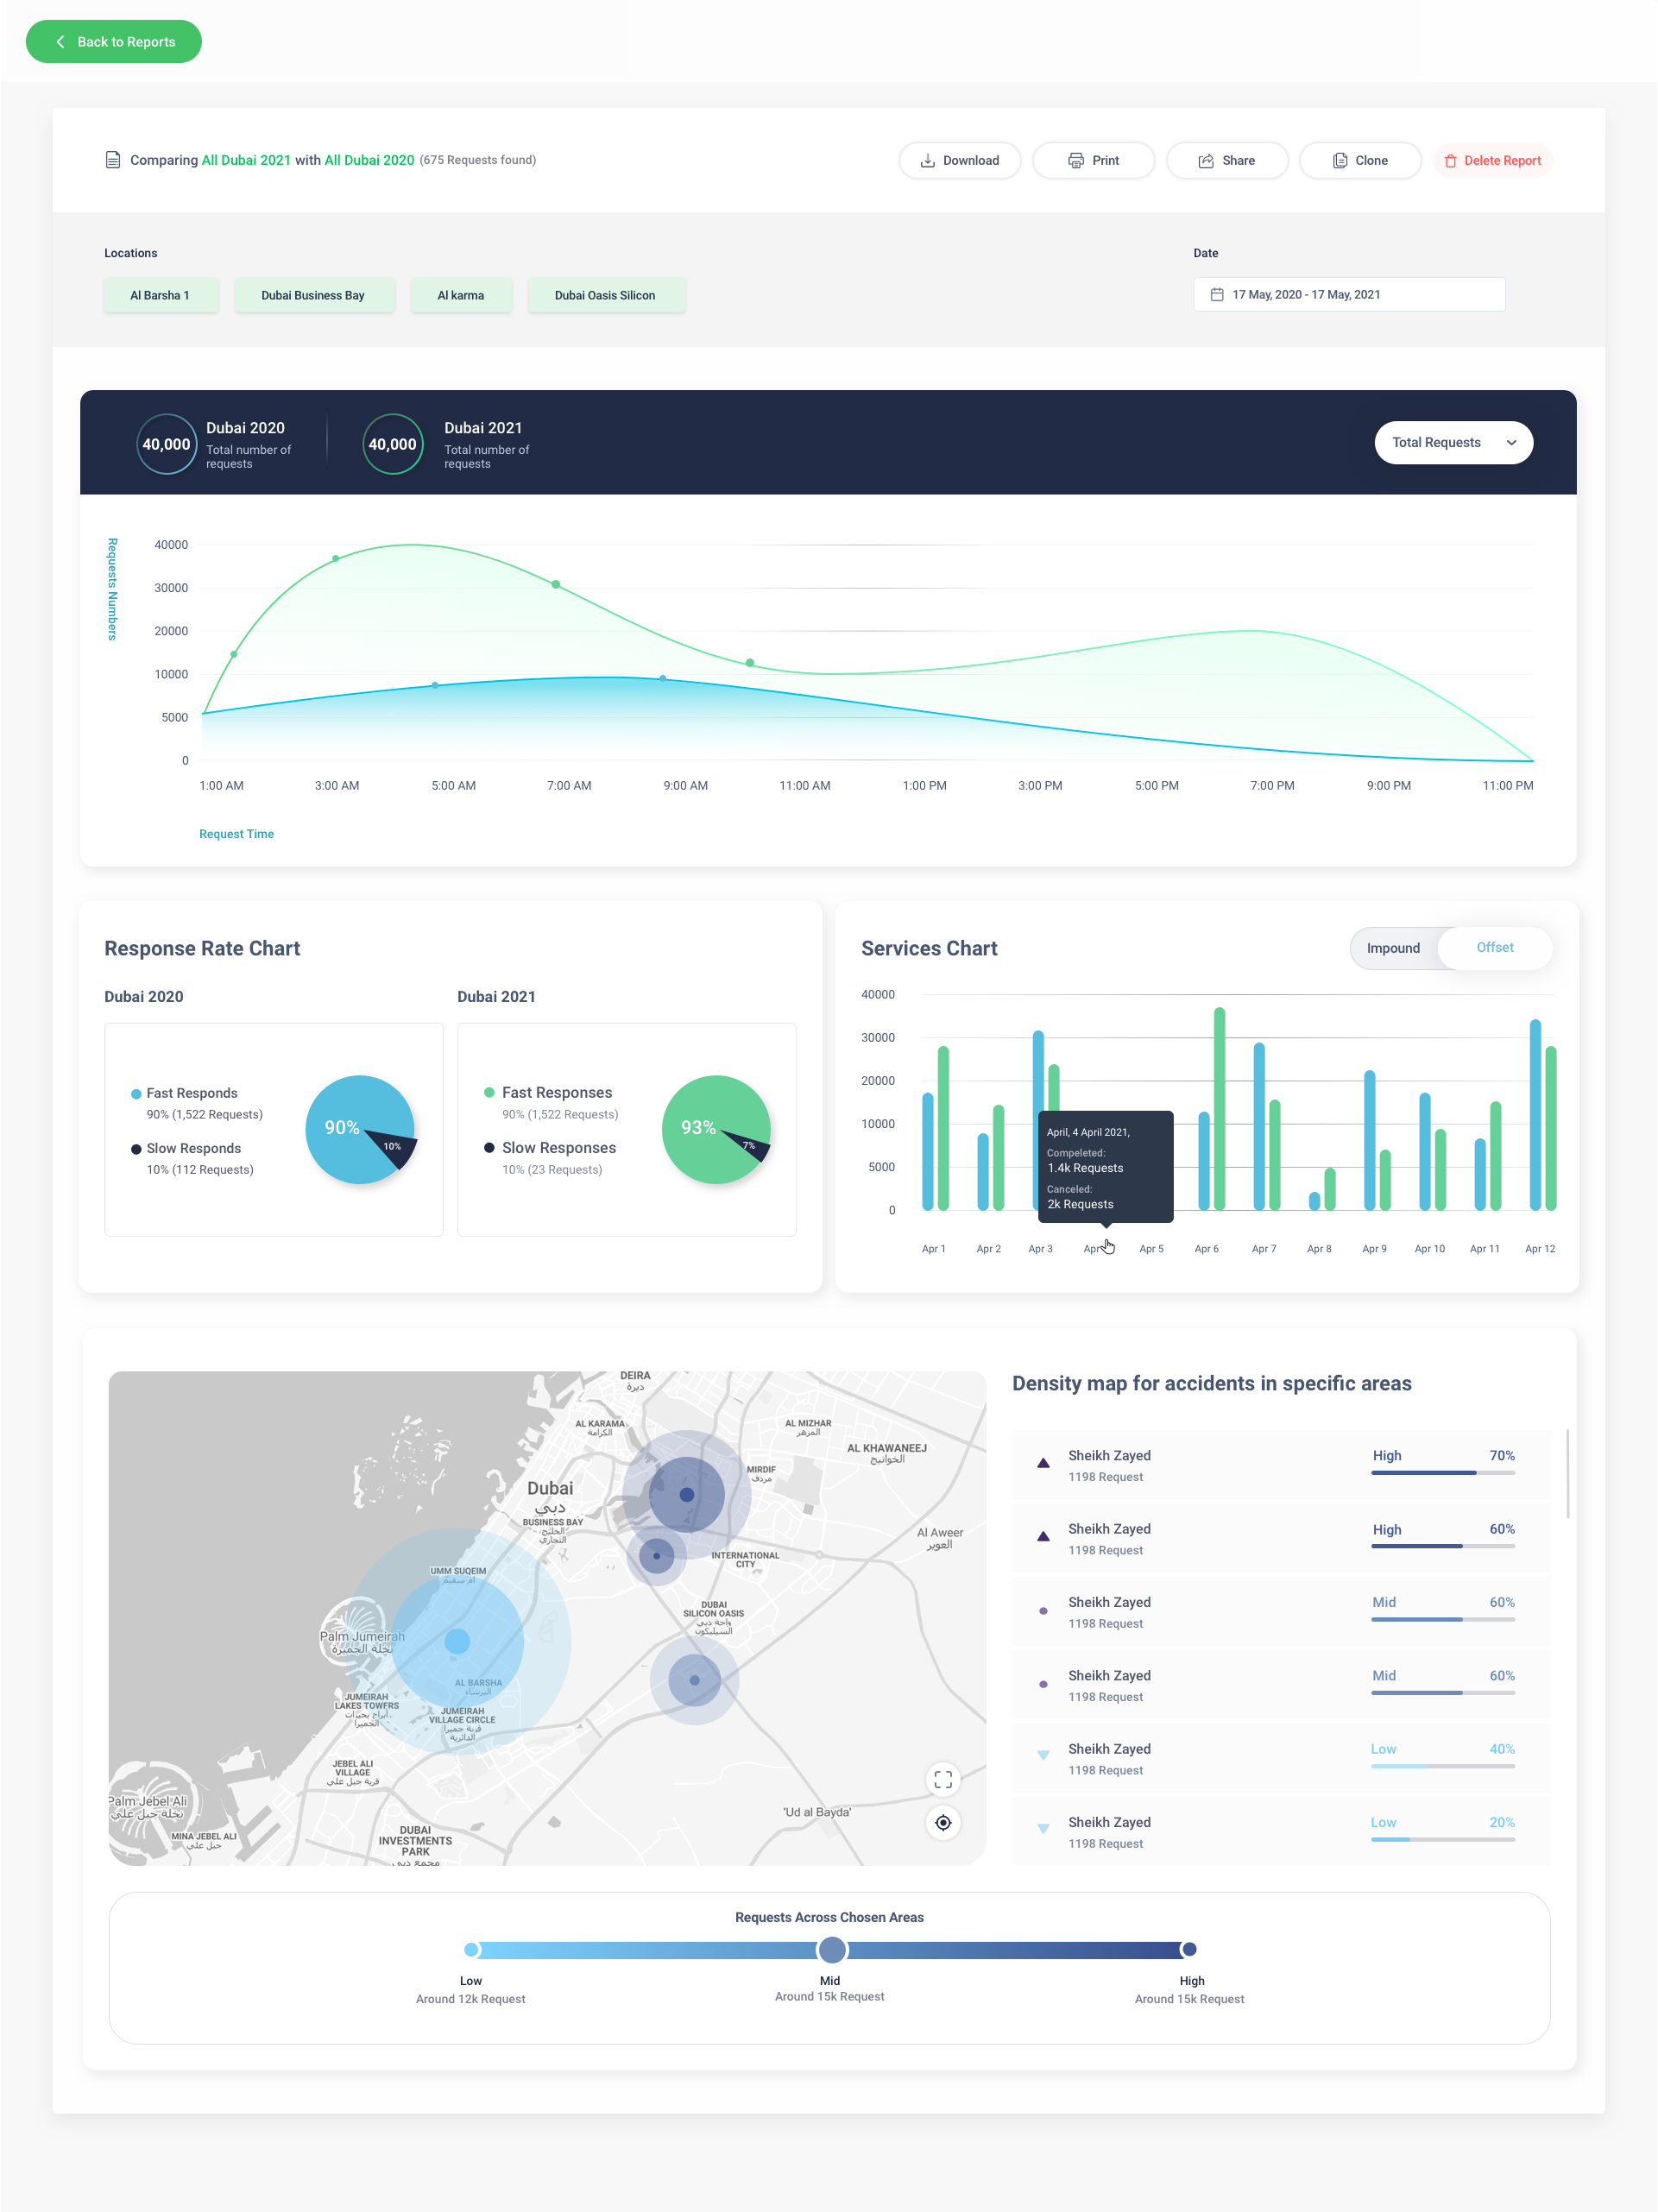 Back to Reports
Comparing All Dubai 2021 with All Dubai 2020 (675 Requests found)
Download
Print
Share
Clone
Delete Report
Locations
Date
Al Barsha 1
Dubai Business Bay
Al karma
Dubai Oasis Silicon
17 May, 2020 - 17 May, 2021
40,000
Dubai 2020
Total number of
requests
40,000
Dubai 2021
Total number of
requests
Total Requests
Requests Numbers
40000
30000
20000
10000
5000
0
1:00 AM
3:00 AM
5:00 AM
7:00 AM
9:00 AM
11:00 AM
1:00 PM
3:00 PM
5:00 PM
7:00 PM
9:00 PM
11:00 PM
Request Time
Response Rate Chart
Dubai 2020
Fast Responds
90% (1,522 Requests)
Slow Responds
10% (112 Requests)
90%
10%
Dubai 2021
Fast Responses
90% (1,522 Requests)
Slow Responses
10% (23 Requests)
93%
7%
Services Chart
Impound
Offset
40000
30000
20000
10000
5000
0
April, 4 April 2021,
Compeleted:
1.4k Requests
Canceled:
2k Requests
Apr 1
Apr 2
Apr 3
Apr
Apr 5
Apr 6
Apr 7
Apr 8
Apr 9
Apr 10
Apr 11
Apr 12
DEIRA
ديرة
AL KARAMA
الكرامة
AL MIZHAR
المزهر
AL KHAWANEEJ
الخوانيج
MIRDIF
مردف
Dubai
دبي
BUSINESS BAY
الخليج
التجاري
Al Aweer
العوير
INTERNATIONAL
CITY
UMM SUQEIM
أم سقيم
DUBAI
SILICON OASIS
واحة دبي
السيليكون
Palm Jumeirah
نخلة الجميرة
AL BARSHA
البرشاء
JUMEIRAH
LAKES TOWERS
أبراج بحيرات
الجميرا
JUMEIRAH
VILLAGE CIRCLE
قرية جميرا
الدائرية
JEBEL ALI
VILLAGE
قرية جبل علي
Palm Jebel Ali
نخلة جبل علي
MINA JEBEL ALI
جبل علي
DUBAI
INVESTMENTS
PARK
مجمع دبي
'Ud al Bayda'
Density map for accidents in specific areas
Sheikh Zayed
1198 Request
High
70%
Sheikh Zayed
1198 Request
High
60%
Sheikh Zayed
1198 Request
Mid
60%
Sheikh Zayed
1198 Request
Mid
60%
Sheikh Zayed
1198 Request
Low
40%
Sheikh Zayed
1198 Request
Low
20%
Requests Across Chosen Areas
Low
Around 12k Request
Mid
Around 15k Request
High
Around 15k Request